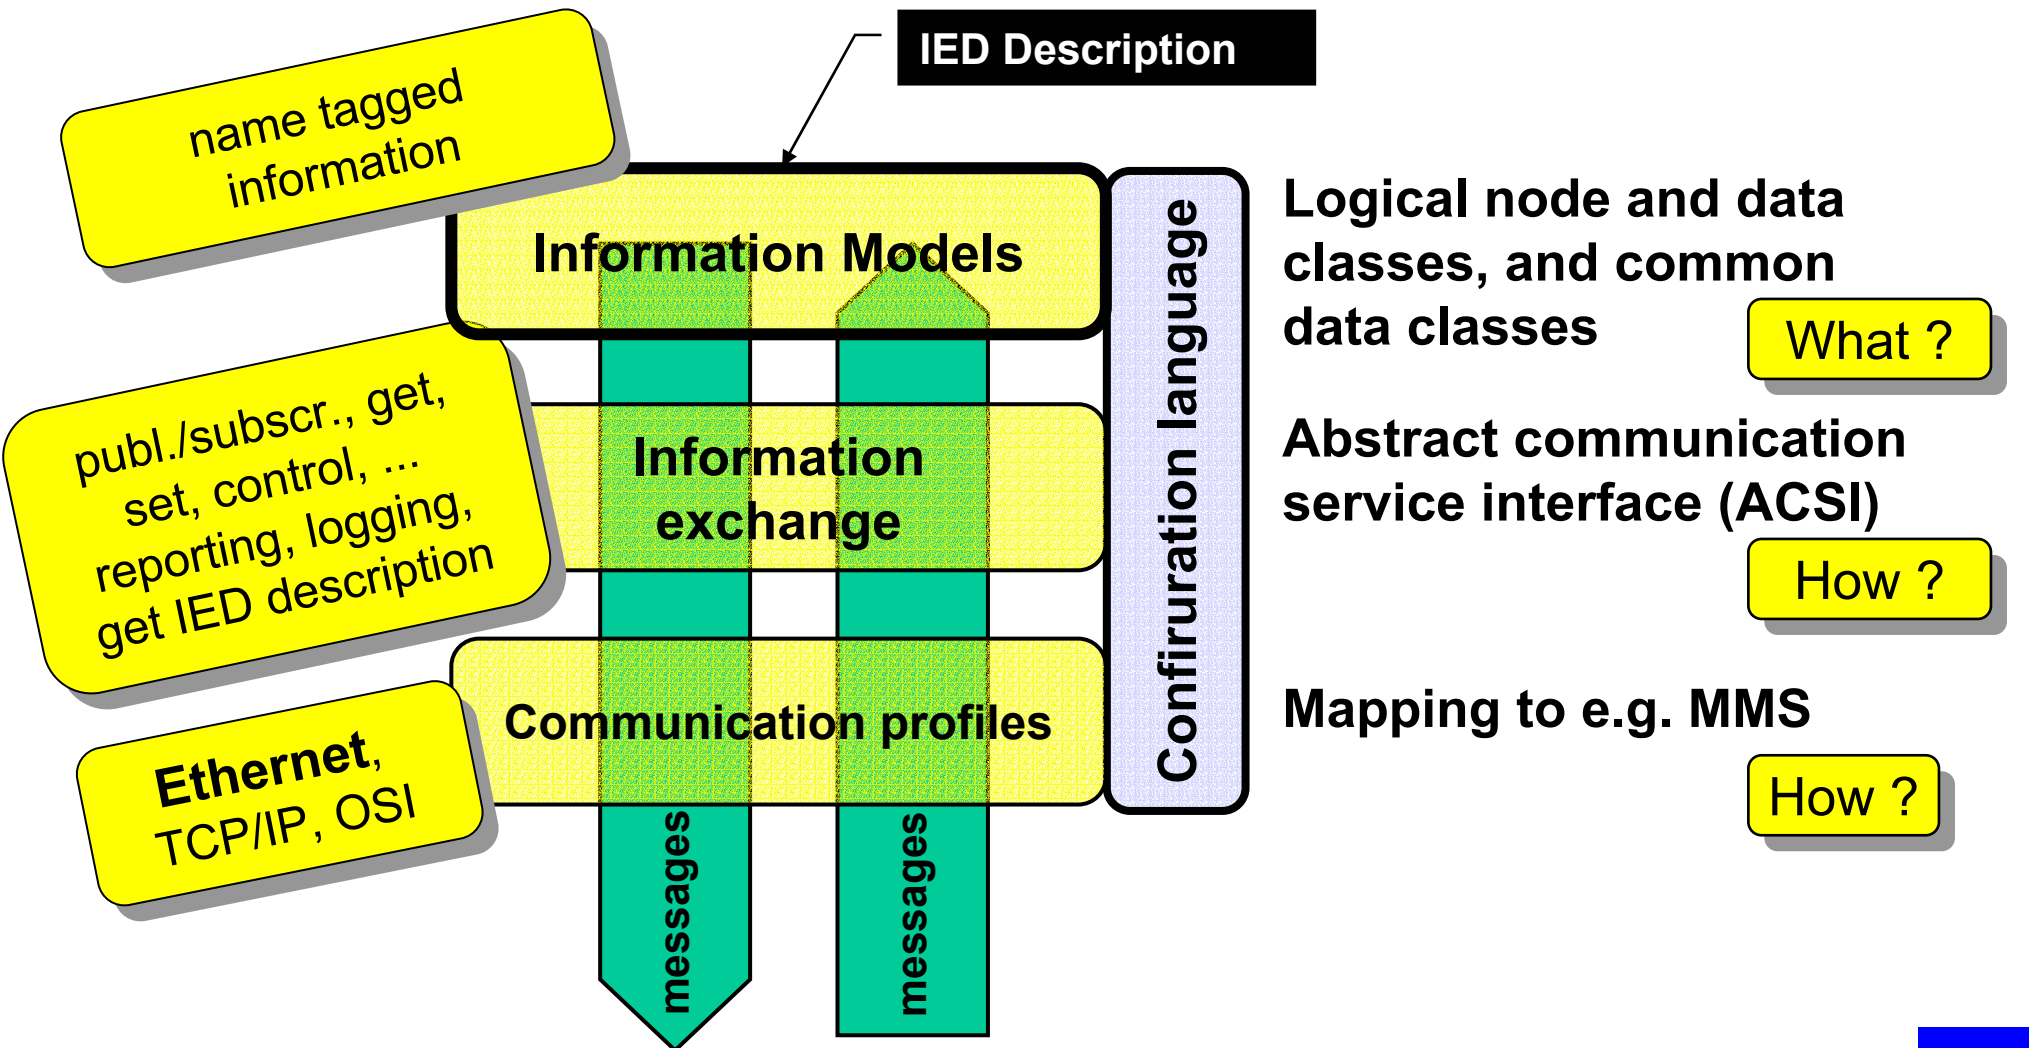 IED Description
name tagged
information
Information Models
Logical node and data
classes, and common
data classes
What ?
publ./subscr., get,
set, control, ...
reporting, logging,
get IED description
Information
exchange
Confiruration language
Abstract communication
service interface (ACSI)
How ?
Ethernet,
TCP/IP, OSI
Communication profiles
Mapping to e.g. MMS
How ?
messages
messages